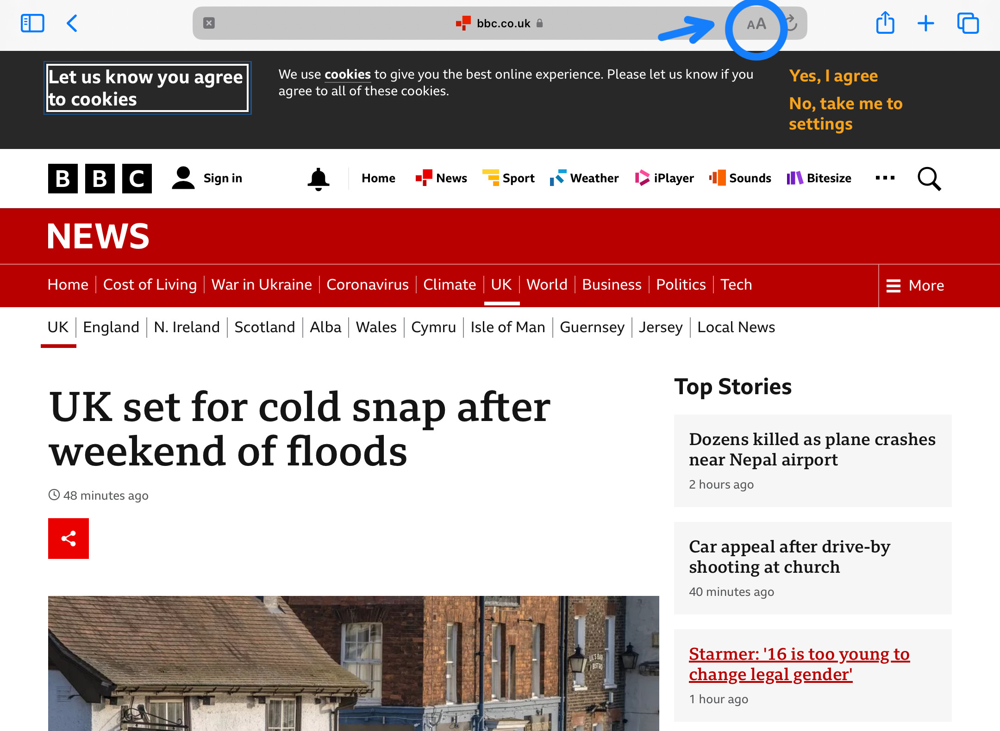 bbc.co.uk AA
Let us know you agree
to cookies
We use cookies to give you the best online experience. Please let us know if you
agree to all of these cookies.
Yes, I agree
No, take me to
settings
BBC Sign in Home News Sport Weather iPlayer Sounds Bitesize
NEWS
Home Cost of Living War in Ukraine Coronavirus Climate UK World Business Politics Tech More
UK England N. Ireland Scotland Alba Wales Cymru Isle of Man Guernsey Jersey Local News
UK set for cold snap after
weekend of floods
48 minutes ago
Top Stories
Dozens killed as plane crashes
near Nepal airport
2 hours ago
Car appeal after drive-by
shooting at church
40 minutes ago
Starmer: '16 is too young to
change legal gender'
1 hour ago
LIL'S BAR
BISTRO